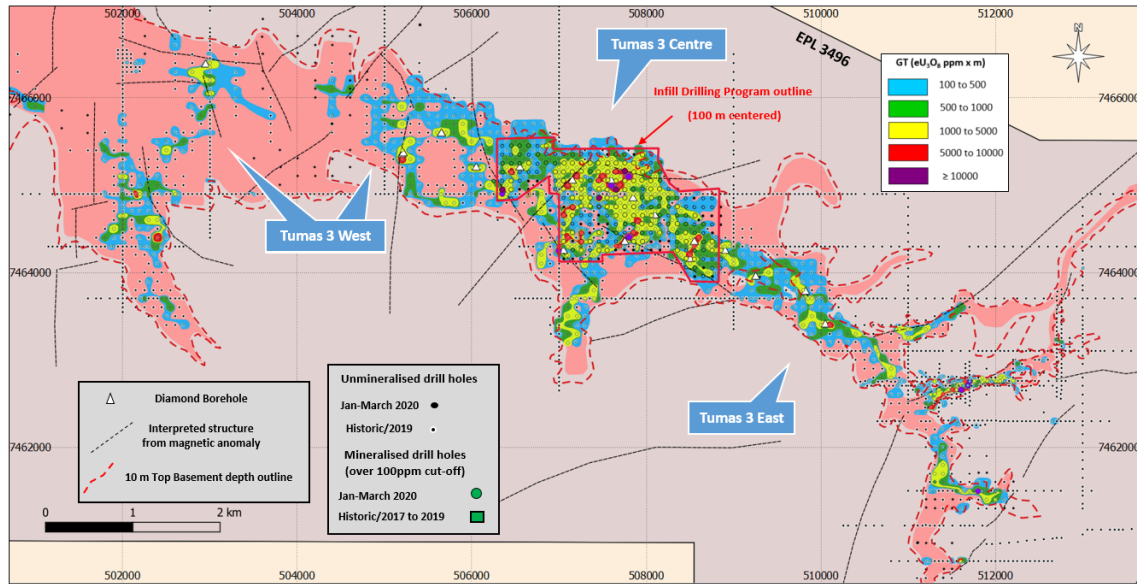 502000 504000 506000 508000 510000 512000
Tumas 3 Centre
EPL 3496
N
GT (eU₃O₈ ppm x m)
100 to 500
500 to 1000
1000 to 5000
5000 to 10000
≥ 10000
Infill Drilling Program outline
(100 m centered)
7466000
7466000
Tumas 3 West
7464000
7464000
Tumas 3 East
7462000
7462000
Diamond Borehole
Interpreted structure
from magnetic anomaly
10 m Top Basement depth outline
0 1 2 km
Unmineralised drill holes
Jan-March 2020
Historic/2019
Mineralised drill holes
(over 100ppm cut-off)
Jan-March 2020
Historic/2017 to 2019
502000 504000 506000 508000 510000 512000